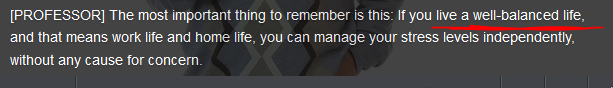 [PROFESSOR] The most important thing to remember is this: If you live a well-balanced life,
and that means work life and home life, you can manage your stress levels independently,
without any cause for concern.